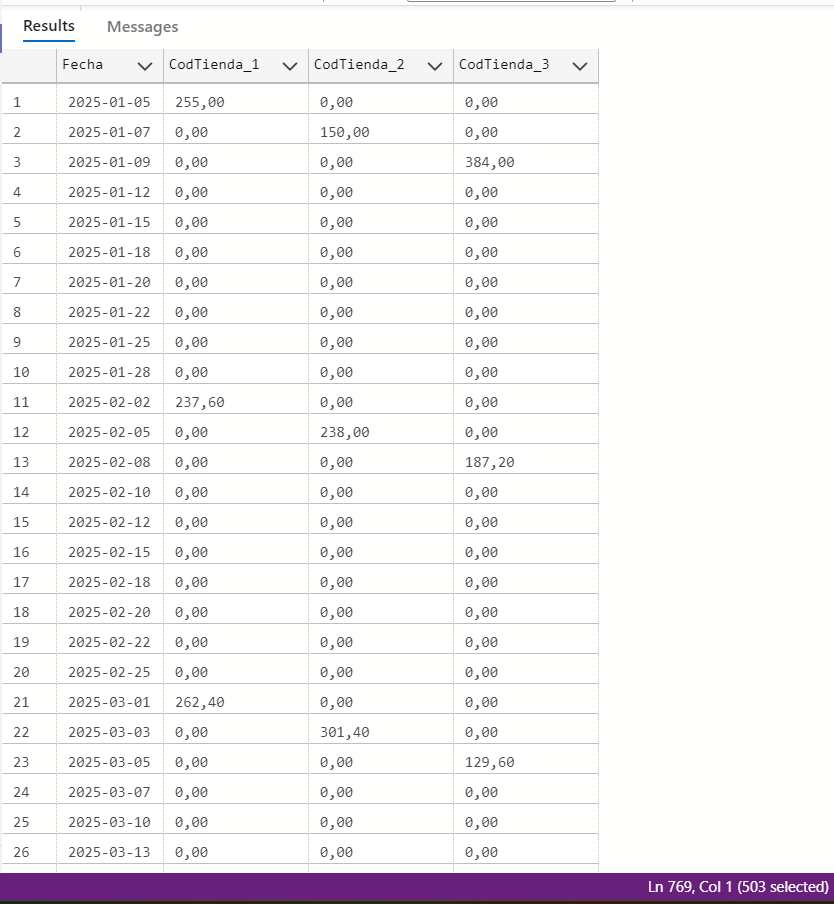 Results Messages
Fecha CodTienda_1 CodTienda_2 CodTienda_3
1 2025-01-05 255,00 0,00 0,00
2 2025-01-07 0,00 150,00 0,00
3 2025-01-09 0,00 0,00 384,00
4 2025-01-12 0,00 0,00 0,00
5 2025-01-15 0,00 0,00 0,00
6 2025-01-18 0,00 0,00 0,00
7 2025-01-20 0,00 0,00 0,00
8 2025-01-22 0,00 0,00 0,00
9 2025-01-25 0,00 0,00 0,00
10 2025-01-28 0,00 0,00 0,00
11 2025-02-02 237,60 0,00 0,00
12 2025-02-05 0,00 238,00 0,00
13 2025-02-08 0,00 0,00 187,20
14 2025-02-10 0,00 0,00 0,00
15 2025-02-12 0,00 0,00 0,00
16 2025-02-15 0,00 0,00 0,00
17 2025-02-18 0,00 0,00 0,00
18 2025-02-20 0,00 0,00 0,00
19 2025-02-22 0,00 0,00 0,00
20 2025-02-25 0,00 0,00 0,00
21 2025-03-01 262,40 0,00 0,00
22 2025-03-03 0,00 301,40 0,00
23 2025-03-05 0,00 0,00 129,60
24 2025-03-07 0,00 0,00 0,00
25 2025-03-10 0,00 0,00 0,00
26 2025-03-13 0,00 0,00 0,00
Ln 769, Col 1 (503 selected)